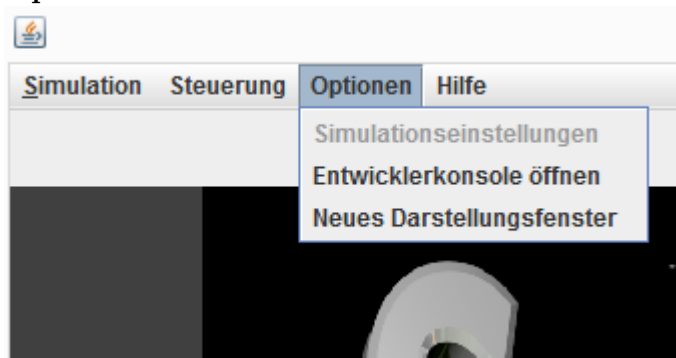 Simulation Steuerung Optionen Hilfe
Simulationseinstellungen
Entwicklerkonsole öffnen
Neues Darstellungsfenster